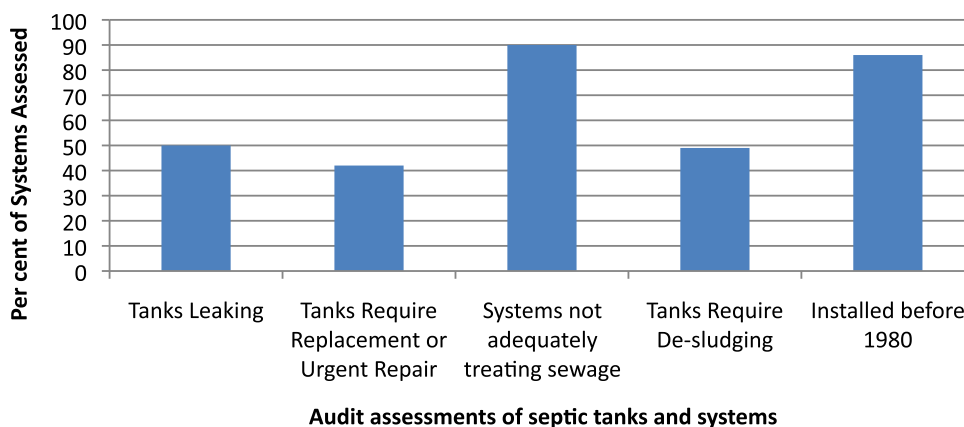 Per cent of Systems Assessed
100
90
80
70
60
50
40
30
20
10
0
Tanks Leaking
Tanks Require
Replacement or
Urgent Repair
Systems not
adequately
treating sewage
Tanks Require
De-sludging
Installed before
1980
Audit assessments of septic tanks and systems